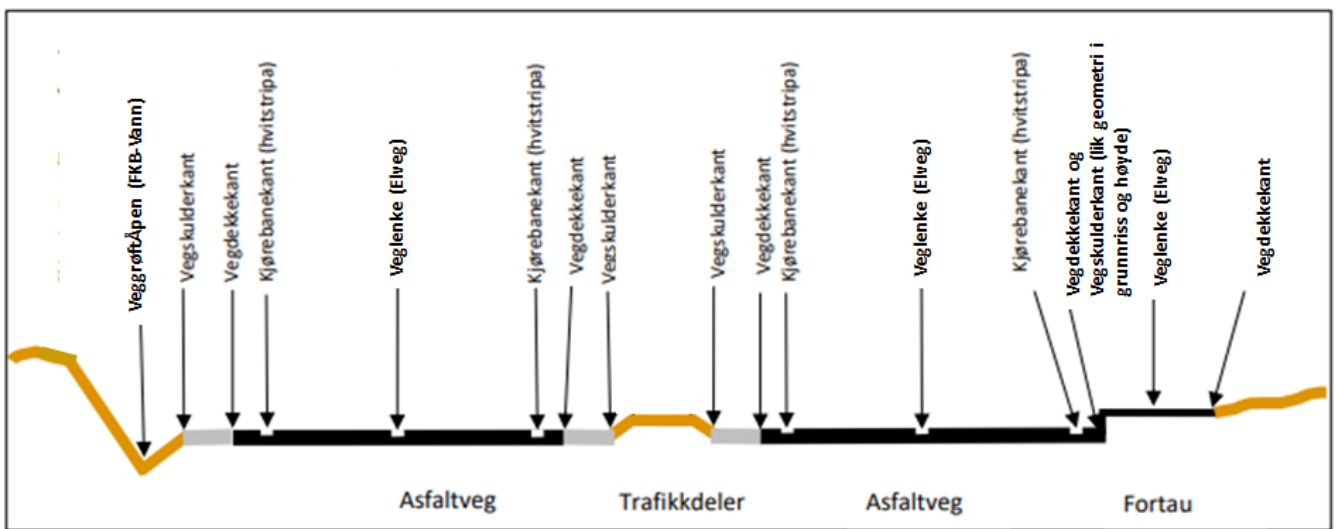 VeggrøftÅpen (FKB-Vann)
Vegskulderkant
Vegdekkekant
Kjørebanekant (hvitstripa)
Veglenke (Elveg)
Kjørebanekant (hvitstripa)
Vegdekkekant
Vegskulderkant
Vegskulderkant
Vegdekkekant
Kjørebanekant (hvitstripa)
Veglenke (Elveg)
Kjørebanekant (hvitstripa)
Vegdekkekant og
Vegskulderkant (lik geometri i
grunnriss og høyde)
Veglenke (Elveg)
Vegdekkekant
Asfaltveg
Trafikkdeler
Asfaltveg
Fortau